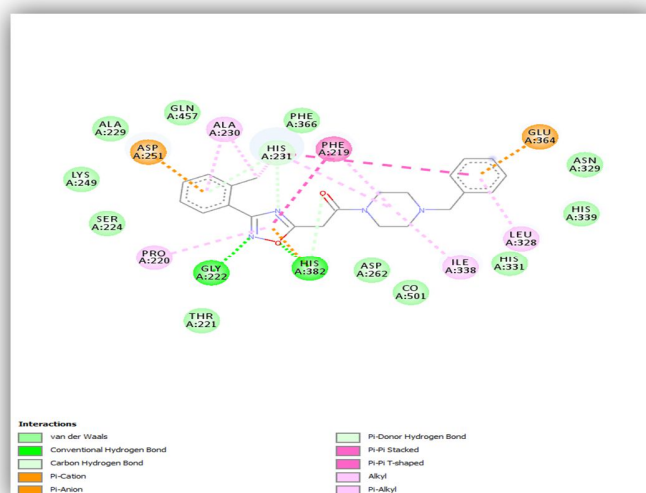 GLN
A:457
PHE
A:366
ALA
A:229
ALA
A:230
GLU
A:364
ASP
A:251
HIS
A:231
PHE
A:219
ASN
A:329
LYS
A:249
O
HIS
A:339
SER
A:224
N
N
N
N
O
LEU
A:328
PRO
A:220
GLY
A:222
HIS
A:382
ASP
A:262
ILE
A:338
HIS
A:331
CO
A:501
THR
A:221
Interactions
van der Waals
Conventional Hydrogen Bond
Carbon Hydrogen Bond
Pi-Cation
Pi-Anion
Pi-Donor Hydrogen Bond
Pi-Pi Stacked
Pi-Pi T-shaped
Alkyl
Pi-Alkyl